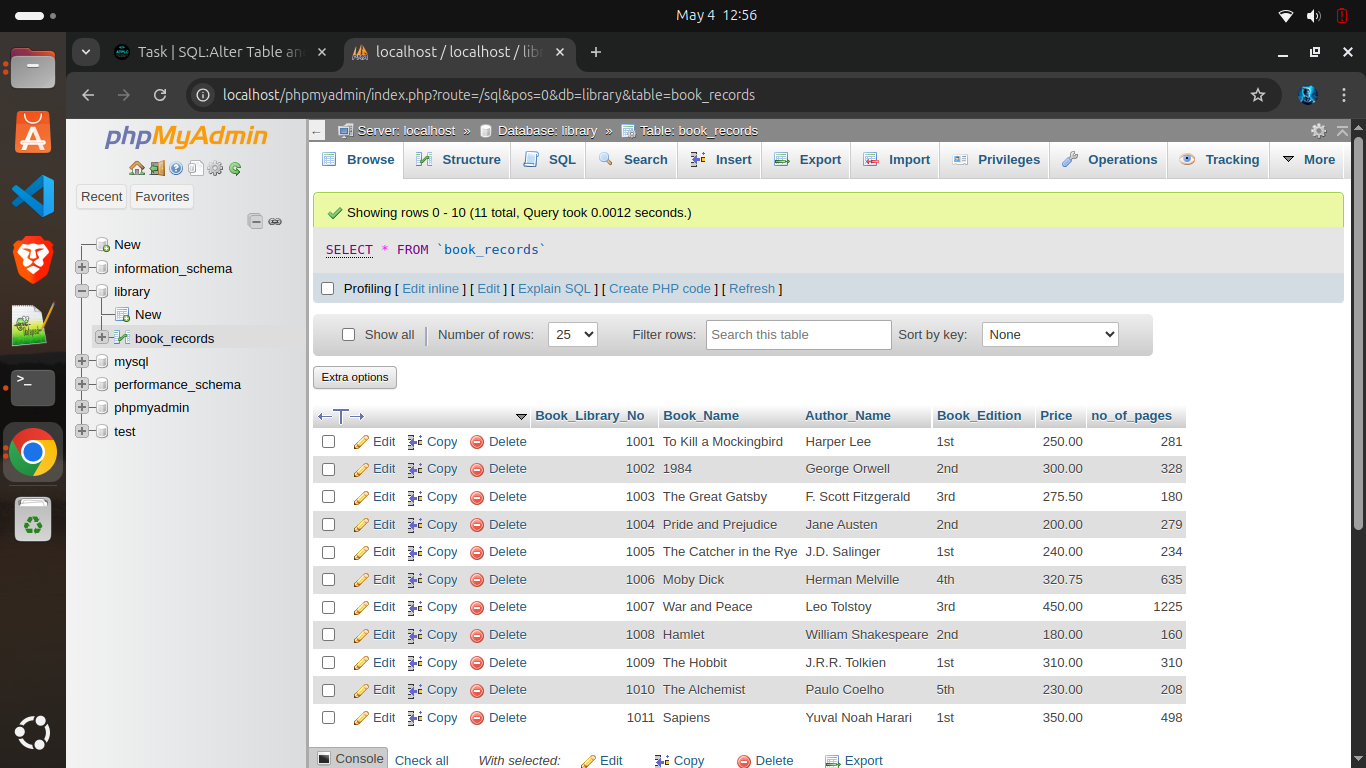 May 4 12:56
Task | SQL:Alter Table an
localhost / localhost / libr
localhost/phpmyadmin/index.php?route=/sql&pos=0&db=library&table=book_records
phpMyAdmin
Recent Favorites
New
information_schema
library
New
book_records
mysql
performance_schema
phpmyadmin
test
Server: localhost » Database: library » Table: book_records
Browse Structure SQL Search Insert Export Import Privileges Operations Tracking More
Showing rows 0 - 10 (11 total, Query took 0.0012 seconds.)
SELECT * FROM `book_records`
Profiling [ Edit inline ] [ Edit ] [ Explain SQL ] [ Create PHP code ] [ Refresh ]
Show all Number of rows: 25 Filter rows: Search this table Sort by key: None
Extra options
Book_Library_No Book_Name Author_Name Book_Edition Price no_of_pages
Edit Copy Delete 1001 To Kill a Mockingbird Harper Lee 1st 250.00 281
Edit Copy Delete 1002 1984 George Orwell 2nd 300.00 328
Edit Copy Delete 1003 The Great Gatsby F. Scott Fitzgerald 3rd 275.50 180
Edit Copy Delete 1004 Pride and Prejudice Jane Austen 2nd 200.00 279
Edit Copy Delete 1005 The Catcher in the Rye J.D. Salinger 1st 240.00 234
Edit Copy Delete 1006 Moby Dick Herman Melville 4th 320.75 635
Edit Copy Delete 1007 War and Peace Leo Tolstoy 3rd 450.00 1225
Edit Copy Delete 1008 Hamlet William Shakespeare 2nd 180.00 160
Edit Copy Delete 1009 The Hobbit J.R.R. Tolkien 1st 310.00 310
Edit Copy Delete 1010 The Alchemist Paulo Coelho 5th 230.00 208
Edit Copy Delete 1011 Sapiens Yuval Noah Harari 1st 350.00 498
Console Check all With selected: Edit Copy Delete Export